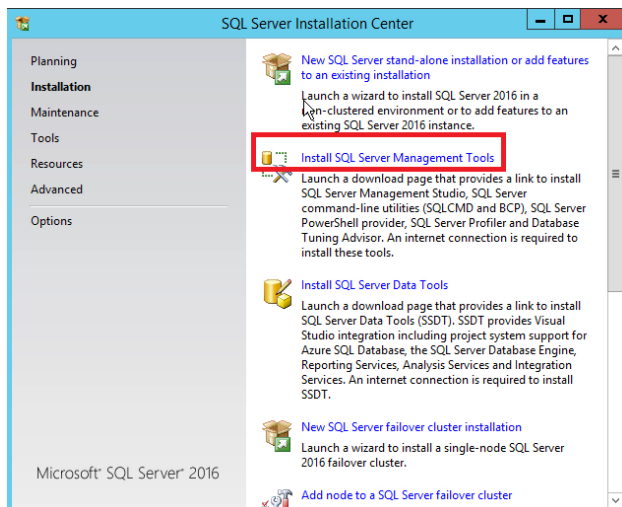 SQL Server Installation Center
Planning
Installation
Maintenance
Tools
Resources
Advanced
Options
New SQL Server stand-alone installation or add features
to an existing installation
Launch a wizard to install SQL Server 2016 in a
non-clustered environment or to add features to an
existing SQL Server 2016 instance.
Install SQL Server Management Tools
Launch a download page that provides a link to install
SQL Server Management Studio, SQL Server
command-line utilities (SQLCMD and BCP), SQL Server
PowerShell provider, SQL Server Profiler and Database
Tuning Advisor. An internet connection is required to
install these tools.
Install SQL Server Data Tools
Launch a download page that provides a link to install
SQL Server Data Tools (SSDT). SSDT provides Visual
Studio integration including project system support for
Azure SQL Database, the SQL Server Database Engine,
Reporting Services, Analysis Services and Integration
Services. An internet connection is required to install
SSDT.
New SQL Server failover cluster installation
Launch a wizard to install a single-node SQL Server
2016 failover cluster.
Add node to a SQL Server failover cluster
Microsoft® SQL Server® 2016